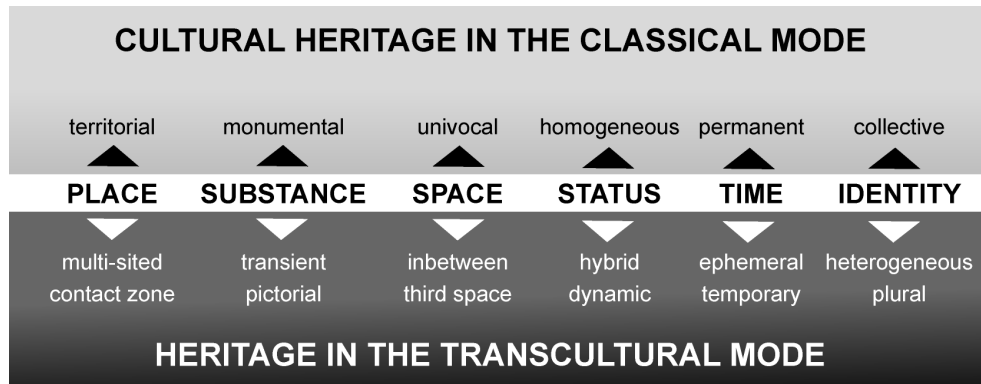 CULTURAL HERITAGE IN THE CLASSICAL MODE
territorial monumental univocal homogeneous permanent collective
PLACE SUBSTANCE SPACE STATUS TIME IDENTITY
multi-sited transient inbetween hybrid ephemeral heterogeneous
contact zone pictorial third space dynamic temporary plural
HERITAGE IN THE TRANSCULTURAL MODE